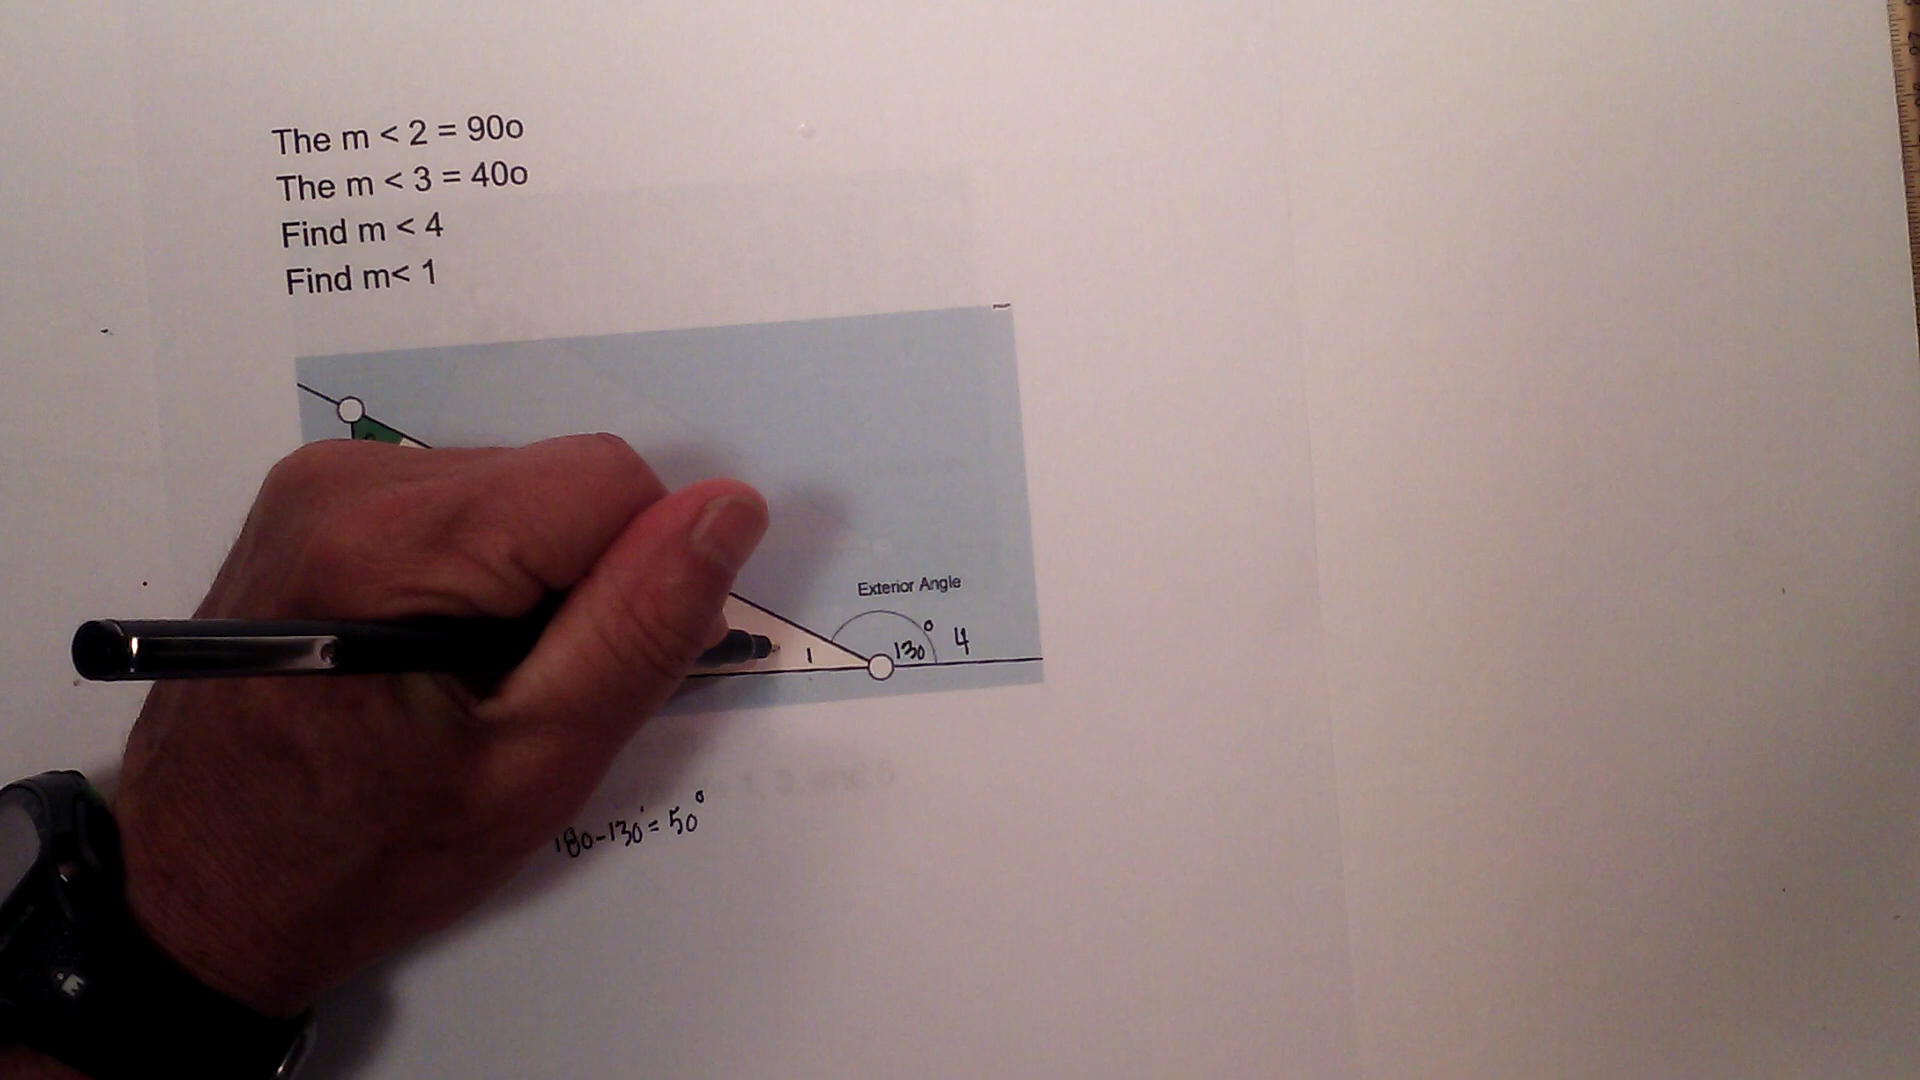 The m < 2 = 90o
The m < 3 = 40o
Find m < 4
Find m< 1
Exterior Angle
1
130° 4
180-130°= 50°